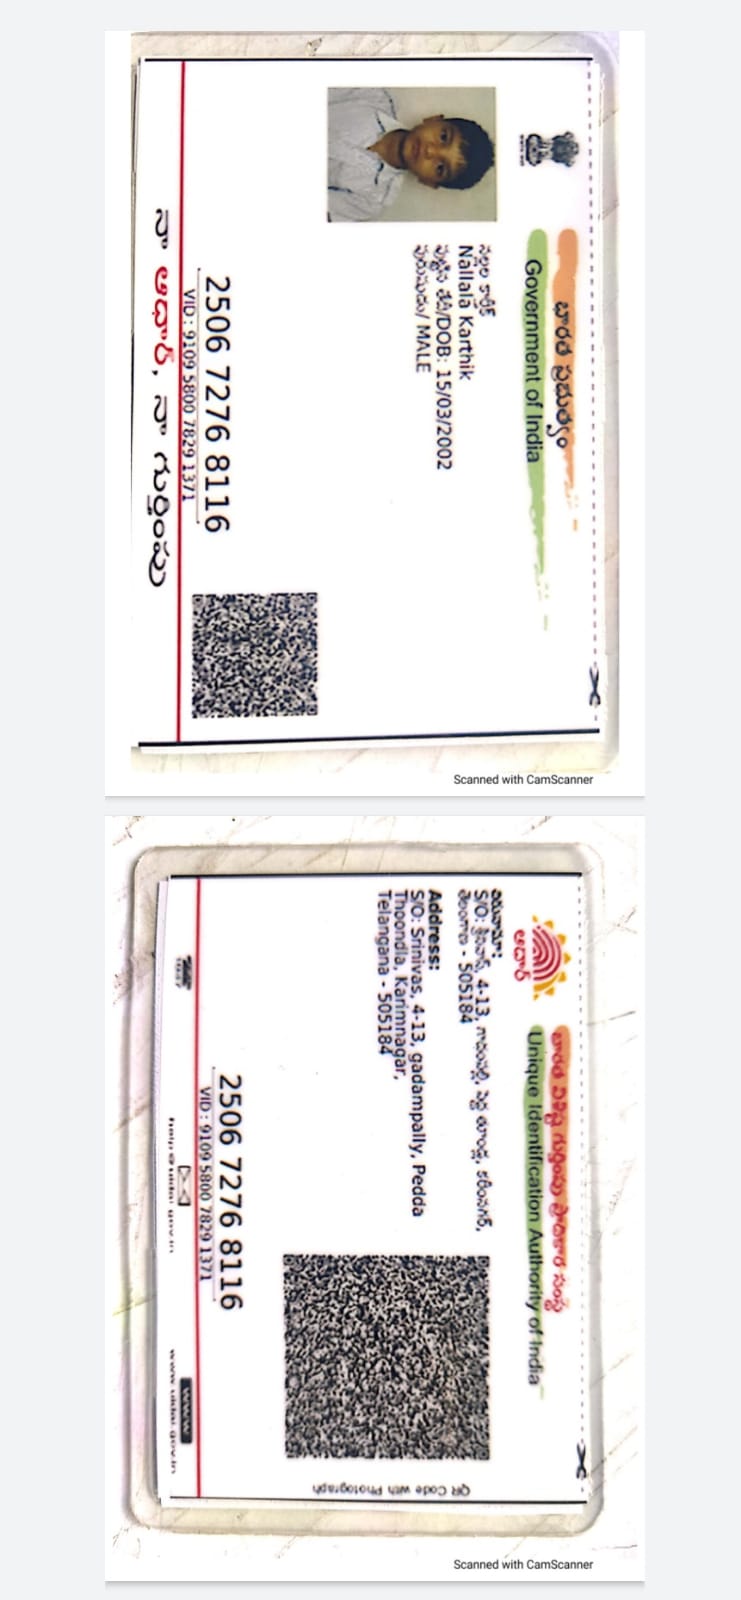 భారత ప్రభుత్వం
Government of India
నల్లల కార్తీక్
Nallala Karthik
పుట్టిన తేదీ/DOB: 15/03/2002
పురుషుడు/ MALE
2506 7276 8116
VID : 9109 5800 7829 1371
నా ఆధార్, నా గుర్తింపు
Scanned with CamScanner
ఆధార్
భారత విశిష్ట గుర్తింపు ప్రాధికార సంస్థ
Unique Identification Authority of India
చిరునామా:
S/O: శ్రీనివాస్, 4-13, గాదంపల్లి, పెద్ద తూండ్ల, కరీంనగర్,
తెలంగాణ - 505184
Address:
S/O: Srinivas, 4-13, gadampally, Pedda
Thoondla, Karimnagar,
Telangana - 505184
QR Code with Photograph
2506 7276 8116
VID : 9109 5800 7829 1371
help@uidai.gov.in
www.uidai.gov.in
Scanned with CamScanner